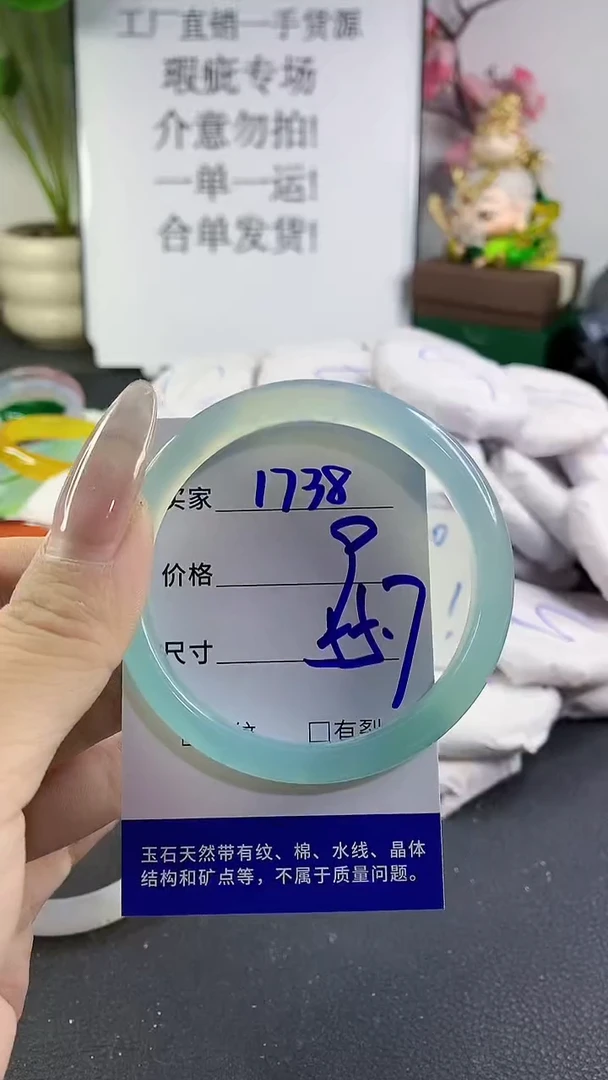 工厂直销一手货源
瑕疵专场
介意勿拍!
一单一运!
合单发货!
买家 1738
价格
尺寸
纹 □有裂
玉石天然带有纹、棉、水线、晶体
结构和矿点等，不属于质量问题。